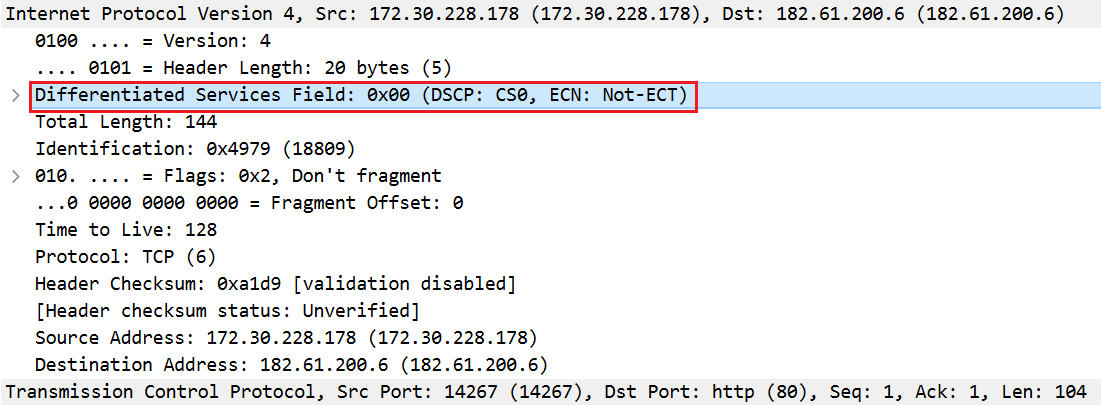 Internet Protocol Version 4, Src: 172.30.228.178 (172.30.228.178), Dst: 182.61.200.6 (182.61.200.6)
0100 .... = Version: 4
.... 0101 = Header Length: 20 bytes (5)
Differentiated Services Field: 0x00 (DSCP: CS0, ECN: Not-ECT)
Total Length: 144
Identification: 0x4979 (18809)
010. .... = Flags: 0x2, Don't fragment
...0 0000 0000 0000 = Fragment Offset: 0
Time to Live: 128
Protocol: TCP (6)
Header Checksum: 0xa1d9 [validation disabled]
[Header checksum status: Unverified]
Source Address: 172.30.228.178 (172.30.228.178)
Destination Address: 182.61.200.6 (182.61.200.6)
Transmission Control Protocol, Src Port: 14267 (14267), Dst Port: http (80), Seq: 1, Ack: 1, Len: 104